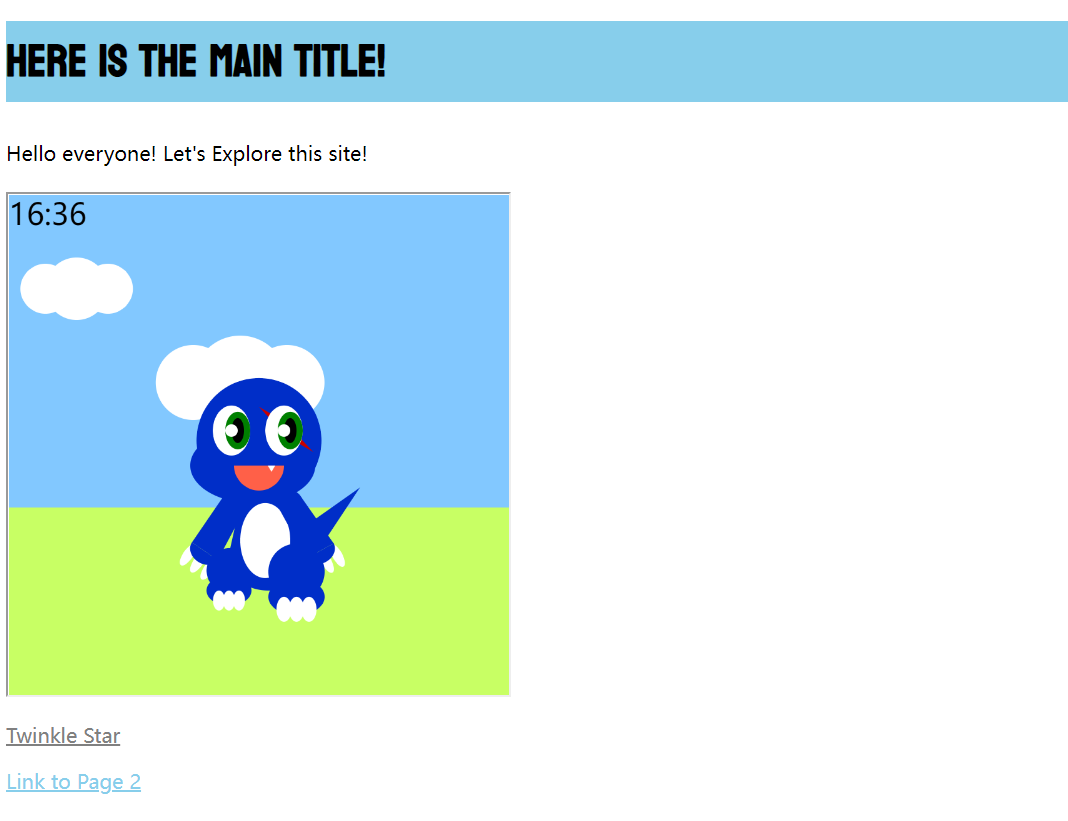 HERE IS THE MAIN TITLE!
Hello everyone! Let's Explore this site!
16:36
Twinkle Star
Link to Page 2